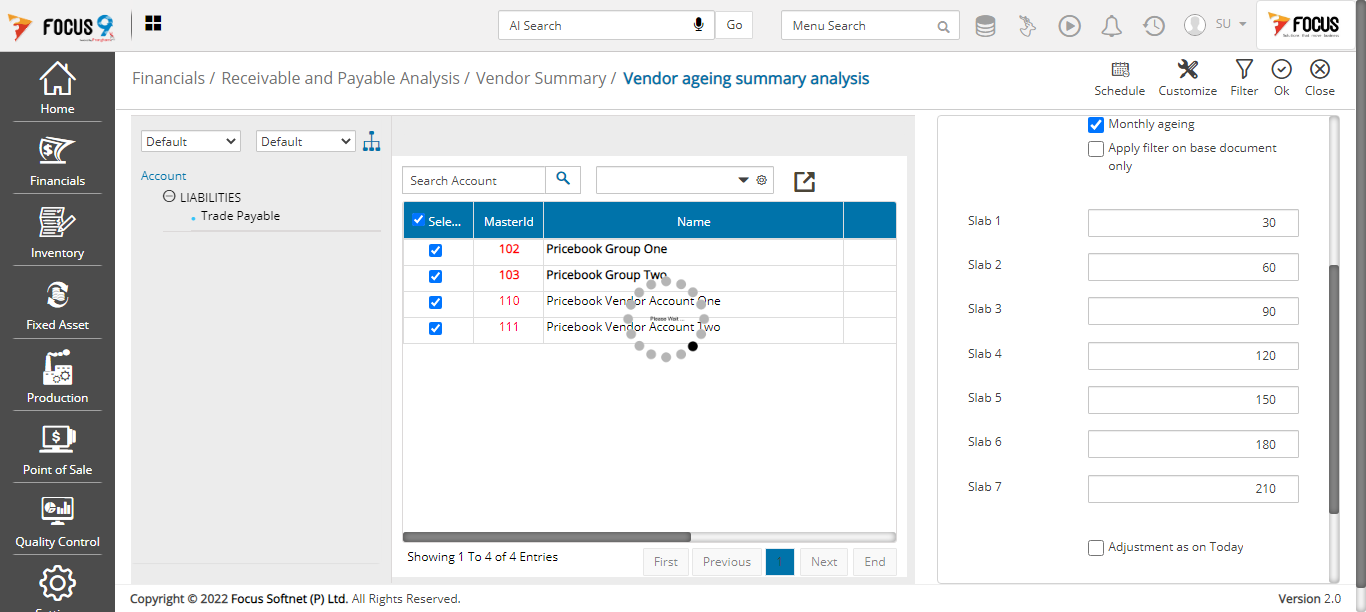 FOCUS 9
AI Search
Go
Menu Search
SU
FOCUS
Financials / Receivable and Payable Analysis / Vendor Summary / Vendor ageing summary analysis
Schedule Customize Filter Ok Close
Home
Financials
Inventory
Fixed Asset
Production
Point of Sale
Quality Control
Default
Default
Account
LIABILITIES
Trade Payable
Search Account
Sele... MasterId Name
102 Pricebook Group One
103 Pricebook Group Two
110 Pricebook Vendor Account One
111 Pricebook Vendor Account Two
Please Wait ...
Showing 1 To 4 of 4 Entries
First Previous 1 Next End
Monthly ageing
Apply filter on base document
only
Slab 1 30
Slab 2 60
Slab 3 90
Slab 4 120
Slab 5 150
Slab 6 180
Slab 7 210
Adjustment as on Today
Copyright © 2022 Focus Softnet (P) Ltd. All Rights Reserved.
Version 2.0